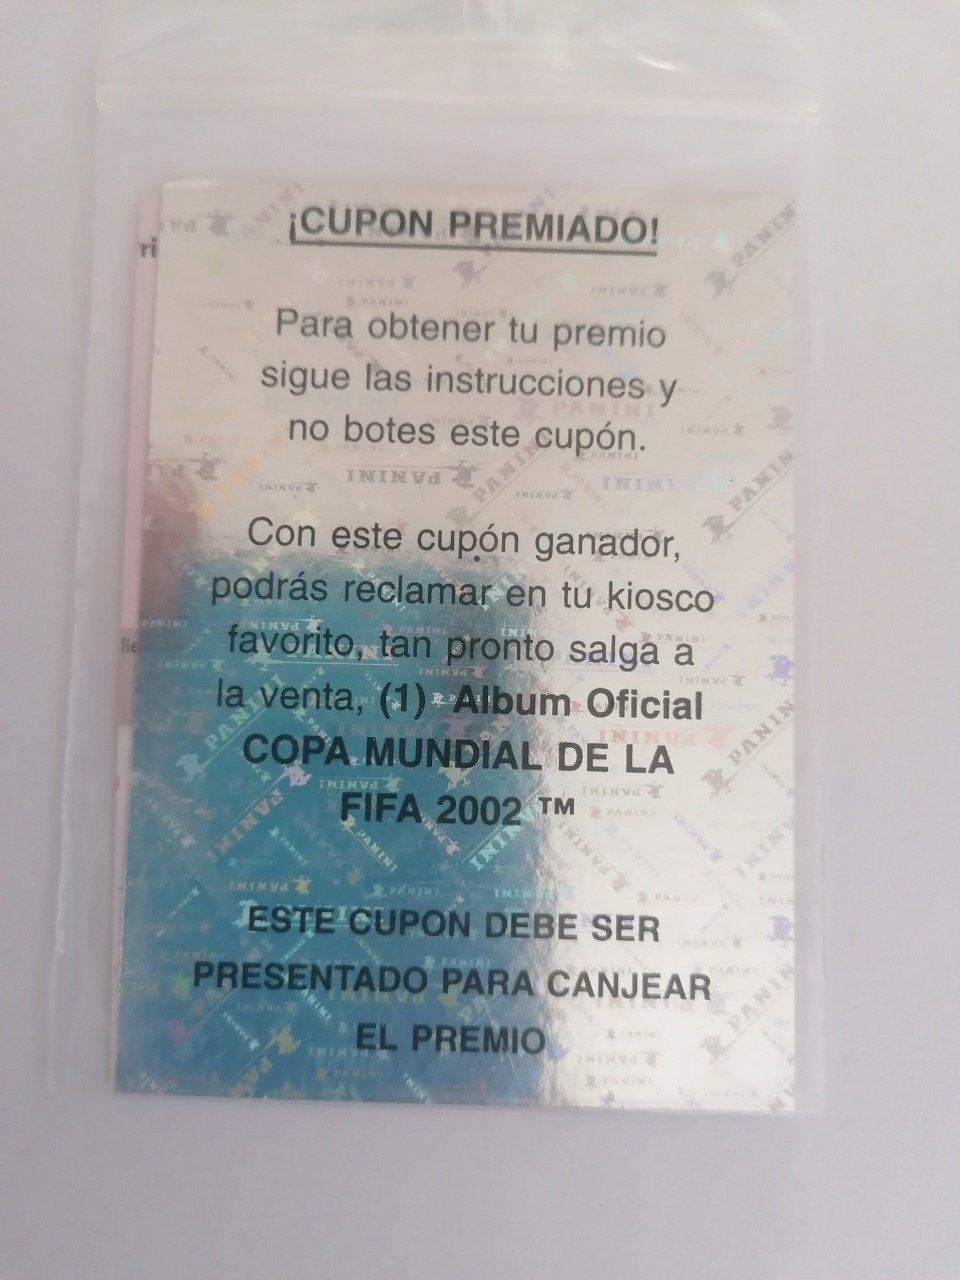 ¡CUPON PREMIADO!
Para obtener tu premio
sigue las instrucciones y
no botes este cupón.
Con este cupón ganador,
podrás reclamar en tu kiosco
favorito, tan pronto salga a
la venta, (1) Album Oficial
COPA MUNDIAL DE LA
FIFA 2002 ™
ESTE CUPON DEBE SER
PRESENTADO PARA CANJEAR
EL PREMIO
PANINI